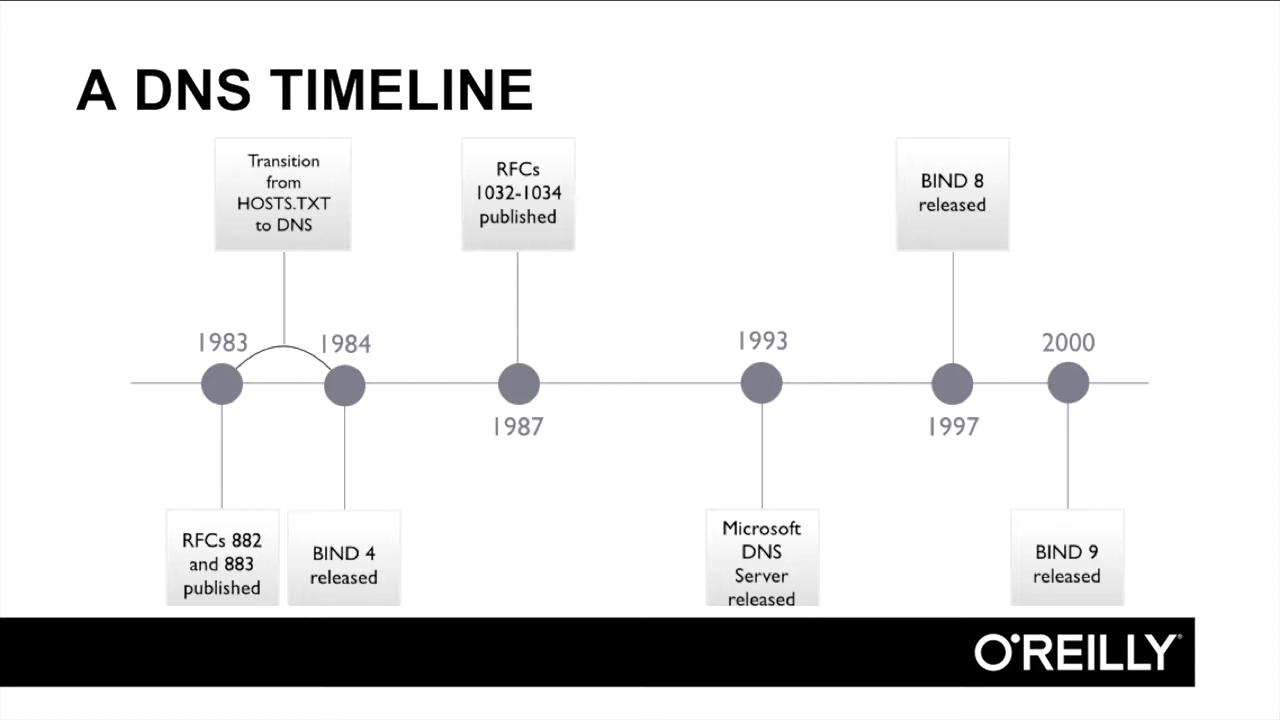 A DNS TIMELINE
Transition
from
HOSTS.TXT
to DNS
RFCs
1032-1034
published
BIND 8
released
1983
1984
1987
1993
1997
2000
RFCs 882
and 883
published
BIND 4
released
Microsoft
DNS
Server
released
BIND 9
released
O'REILLY®